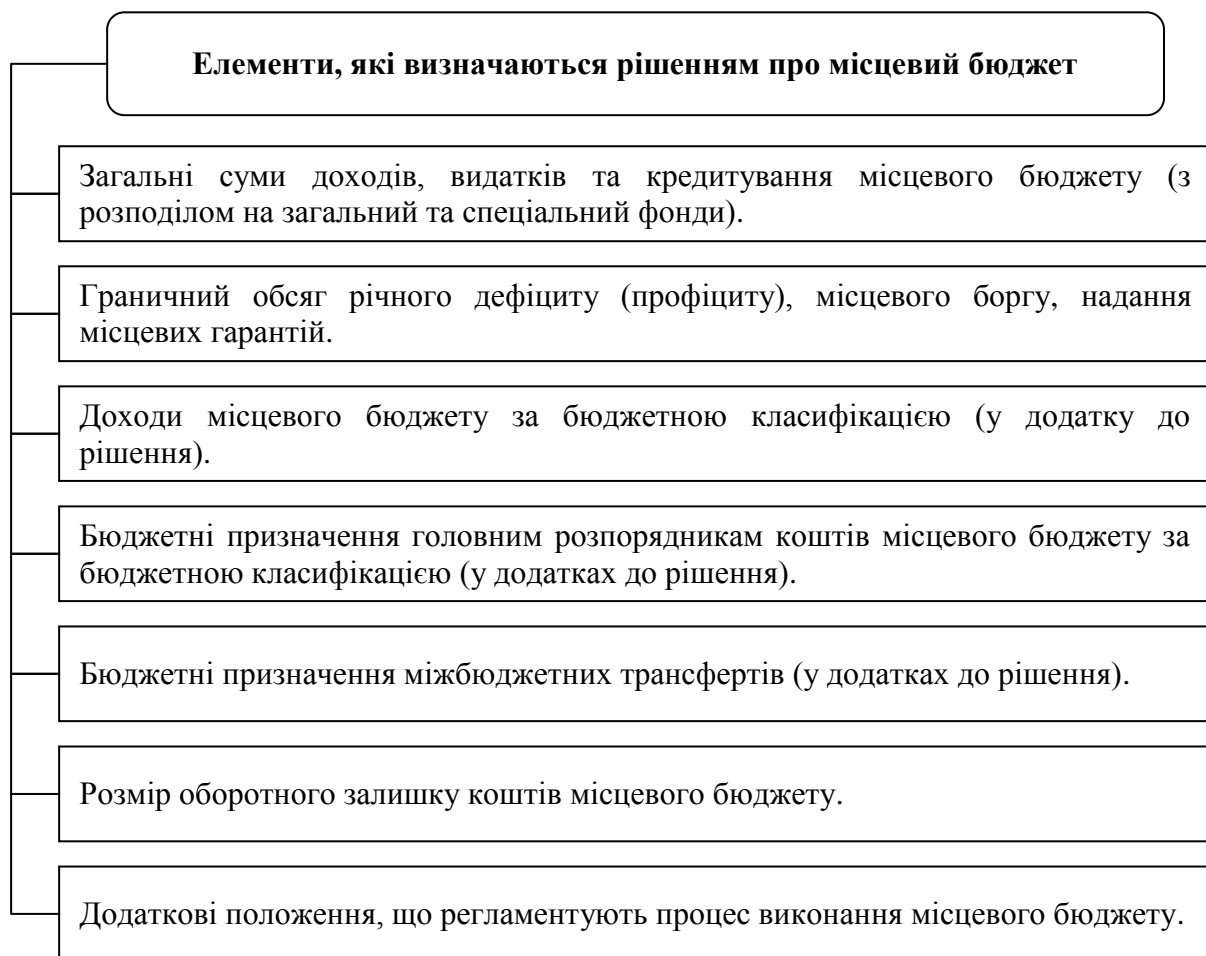 Елементи, які визначаються рішенням про місцевий бюджет
Загальні суми доходів, видатків та кредитування місцевого бюджету (з
розподілом на загальний та спеціальний фонди).
Граничний обсяг річного дефіциту (профіциту), місцевого боргу, надання
місцевих гарантій.
Доходи місцевого бюджету за бюджетною класифікацією (у додатку до
рішення).
Бюджетні призначення головним розпорядникам коштів місцевого бюджету за
бюджетною класифікацією (у додатках до рішення).
Бюджетні призначення міжбюджетних трансфертів (у додатках до рішення).
Розмір оборотного залишку коштів місцевого бюджету.
Додаткові положення, що регламентують процес виконання місцевого бюджету.